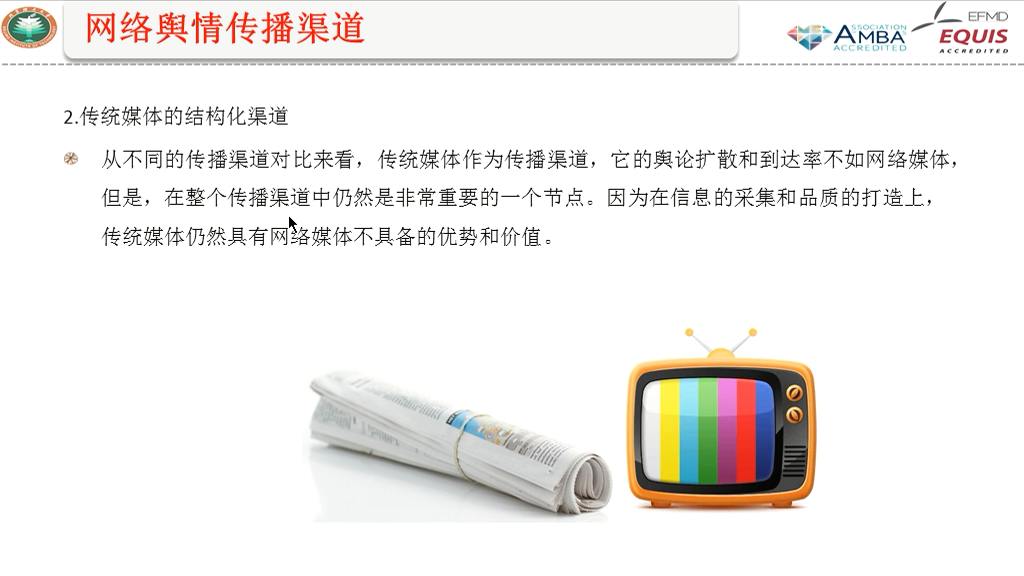 网络舆情传播渠道
ASSOCIATION
AMBA
ACCREDITED
EFMD
EQUIS
ACCREDITED
2.传统媒体的结构化渠道
从不同的传播渠道对比来看，传统媒体作为传播渠道，它的舆论扩散和到达率不如网络媒体，
但是，在整个传播渠道中仍然是非常重要的一个节点。因为在信息的采集和品质的打造上，
传统媒体仍然具有网络媒体不具备的优势和价值。